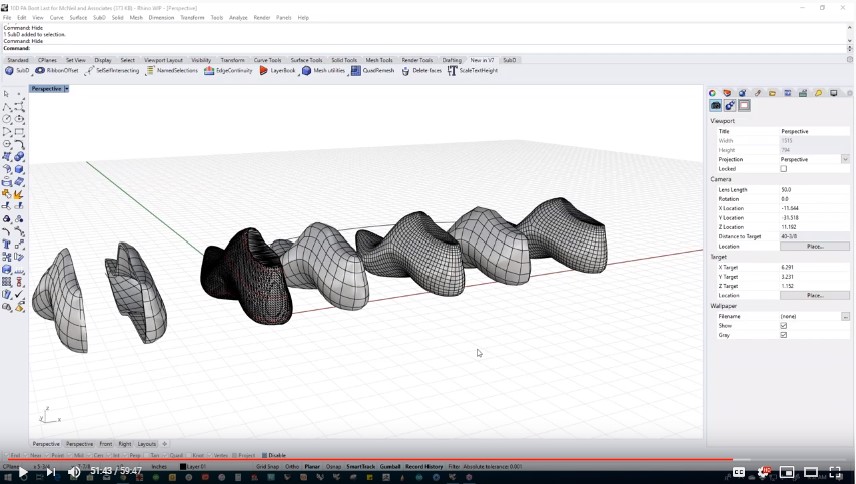 10D FA Boot Last for McNeil and Associates (373 KB) - Rhino WIP - [Perspective]
File Edit View Curve Surface SubD Solid Mesh Dimension Transform Tools Analyze Render Panels Help
Command: Hide
1 SubD added to selection.
Command: Hide
Command:
Standard CPlanes Set View Display Select Viewport Layout Visibility Transform Curve Tools Surface Tools Solid Tools Mesh Tools Render Tools Drafting New in V7 SubD
SubD RibbonOffset SelSelfIntersecting NamedSelections EdgeContinuity LayerBook Mesh utilities QuadRemesh Delete faces ScaleTextHeight
Perspective
Viewport
Title Perspective
Width 1515
Height 794
Projection Perspective
Locked
Camera
Lens Length 50.0
Rotation 0.0
X Location -11.644
Y Location -31.518
Z Location 11.192
Distance to Target 40-3/8
Location Place...
Target
X Target 6.291
Y Target 3.231
Z Target 1.152
Location Place...
Wallpaper
Filename (none) ...
Show
Gray
z
y x
Perspective Perspective Front Right Layouts
End Near Point Mid Cen Int Perp Tan Quad Knot Vertex Project Disable
CPlane Inches Layer 01 Grid Snap Ortho Planar Osnap SmartTrack Gumball Record History Filter Absolute tolerance: 0.001
51:43 / 59:47
CC HD